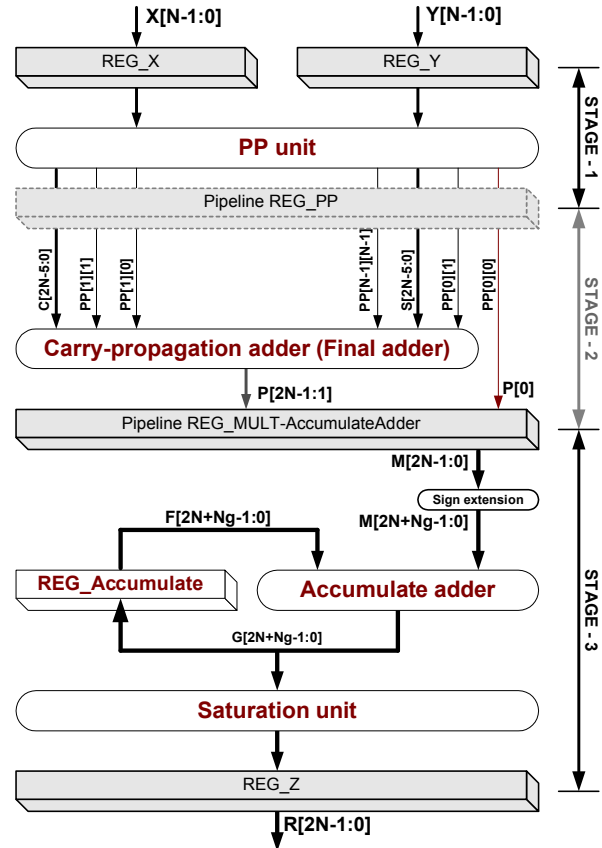 X[N-1:0]
Y[N-1:0]
REG_X
REG_Y
STAGE - 1
PP unit
Pipeline REG_PP
C[2N-5:0]
PP[1][1]
PP[1][0]
PP[N-1][N-1]
S[2N-5:0]
PP[0][1]
PP[0][0]
STAGE - 2
Carry-propagation adder (Final adder)
P[2N-1:1]
P[0]
Pipeline REG_MULT-AccumulateAdder
M[2N-1:0]
Sign extension
F[2N+Ng-1:0]
M[2N+Ng-1:0]
REG_Accumulate
Accumulate adder
STAGE - 3
G[2N+Ng-1:0]
Saturation unit
REG_Z
R[2N-1:0]